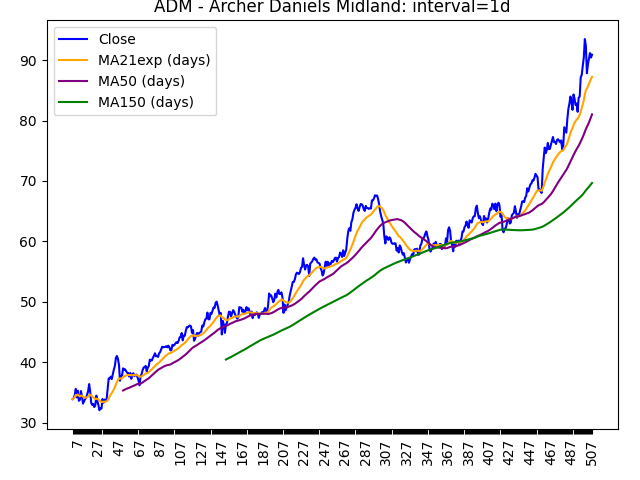 ADM - Archer Daniels Midland: interval=1d
Close
MA21exp (days)
MA50 (days)
MA150 (days)
90
80
70
60
50
40
30
7 27 47 67 87 107 127 147 167 187 207 227 247 267 287 307 327 347 367 387 407 427 447 467 487 507